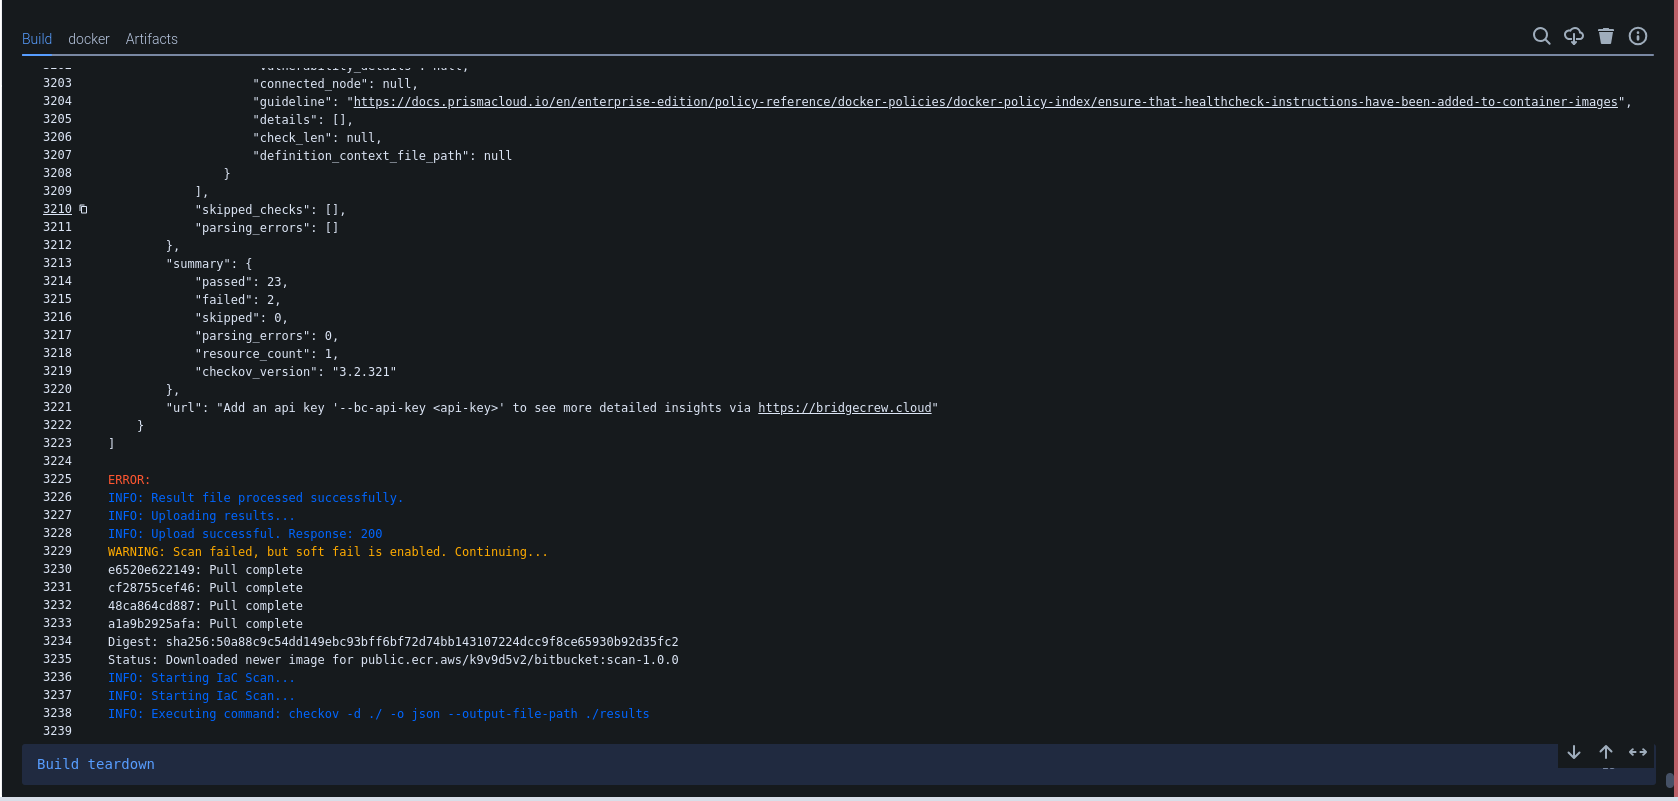 Build docker Artifacts
3203 "connected_node": null,
3204 "guideline": "https://docs.prismacloud.io/en/enterprise-edition/policy-reference/docker-policies/docker-policy-index/ensure-that-healthcheck-instructions-have-been-added-to-container-images",
3205 "details": [],
3206 "check_len": null,
3207 "definition_context_file_path": null
3208 }
3209 ],
3210 "skipped_checks": [],
3211 "parsing_errors": []
3212 },
3213 "summary": {
3214 "passed": 23,
3215 "failed": 2,
3216 "skipped": 0,
3217 "parsing_errors": 0,
3218 "resource_count": 1,
3219 "checkov_version": "3.2.321"
3220 },
3221 "url": "Add an api key '--bc-api-key <api-key>' to see more detailed insights via https://bridgecrew.cloud"
3222 }
3223 ]
3224
3225 ERROR:
3226 INFO: Result file processed successfully.
3227 INFO: Uploading results...
3228 INFO: Upload successful. Response: 200
3229 WARNING: Scan failed, but soft fail is enabled. Continuing...
3230 e6520e622149: Pull complete
3231 cf28755cef46: Pull complete
3232 48ca864cd887: Pull complete
3233 a1a9b2925afa: Pull complete
3234 Digest: sha256:50a88c9c54dd149ebc93bff6bf72d74bb143107224dcc9f8ce65930b92d35fc2
3235 Status: Downloaded newer image for public.ecr.aws/k9v9d5v2/bitbucket:scan-1.0.0
3236 INFO: Starting IaC Scan...
3237 INFO: Starting IaC Scan...
3238 INFO: Executing command: checkov -d ./ -o json --output-file-path ./results
3239
Build teardown